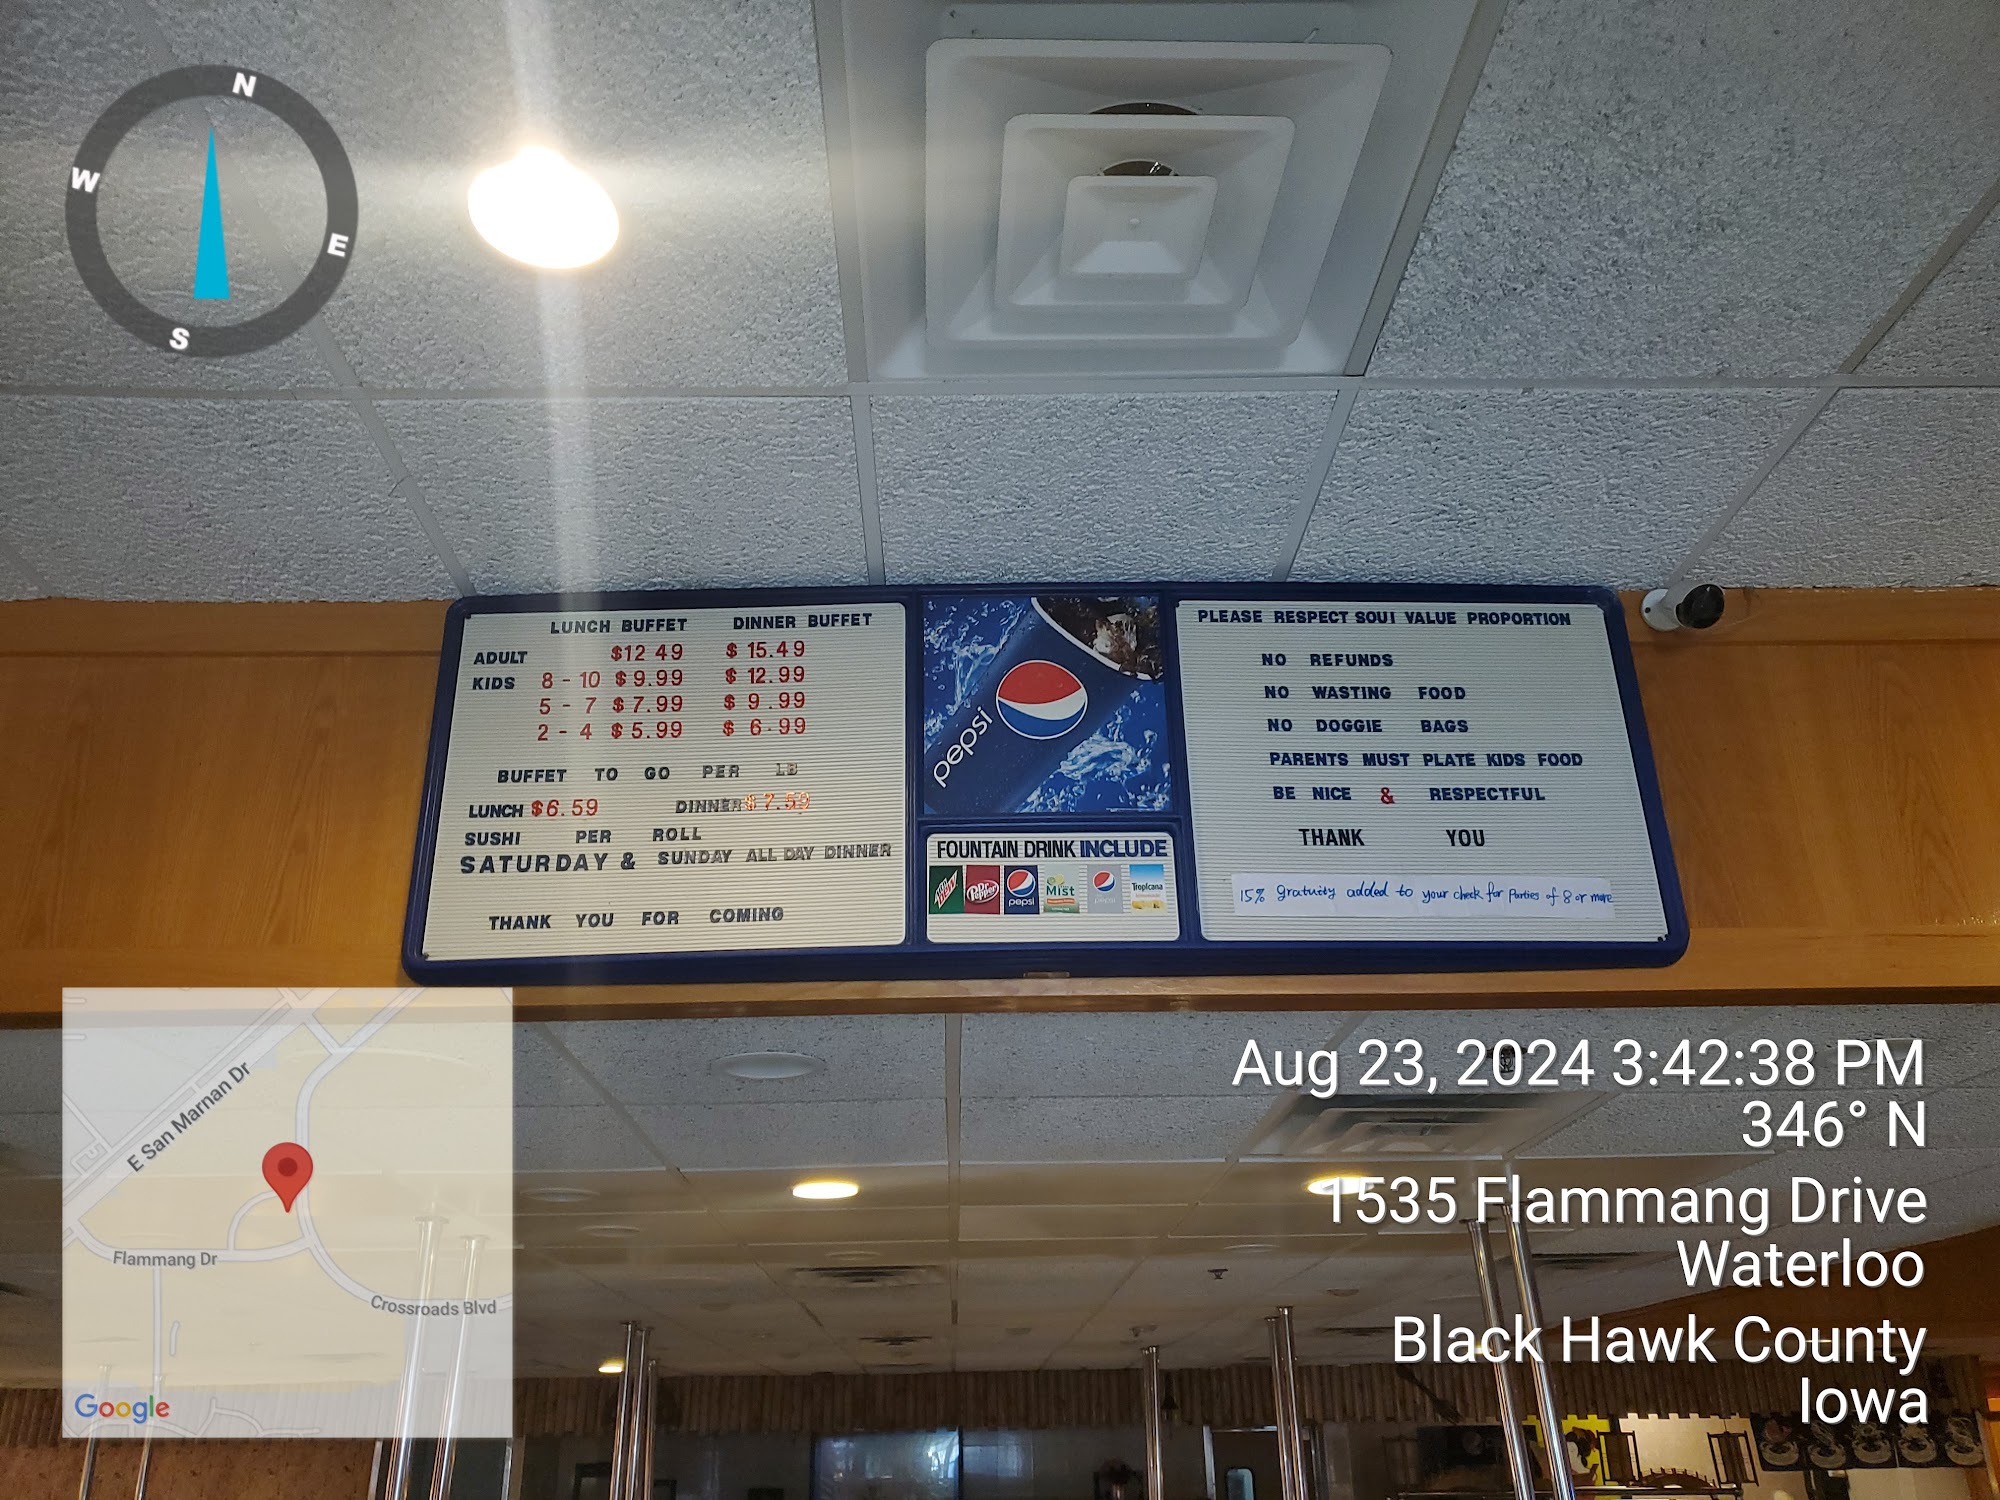 N
W
E
S
LUNCH BUFFET DINNER BUFFET
ADULT $12 49 $ 15.49
KIDS 8 - 10 $ 9.99 $ 12.99
5 - 7 $ 7.99 $ 9.99
2 - 4 $ 5.99 $ 6.99
BUFFET TO GO PER LB
LUNCH $6.59 DINNER $7.59
SUSHI PER ROLL
SATURDAY & SUNDAY ALL DAY DINNER
THANK YOU FOR COMING
pepsi
FOUNTAIN DRINK INCLUDE
Mtn Dew Dr Pepper pepsi Mist pepsi Tropicana
PLEASE RESPECT SOUI VALUE PROPORTION
NO REFUNDS
NO WASTING FOOD
NO DOGGIE BAGS
PARENTS MUST PLATE KIDS FOOD
BE NICE & RESPECTFUL
THANK YOU
15% gratuity added to your check for Parties of 8 or more
E San Marnan Dr
Flammang Dr
Crossroads Blvd
Google
Aug 23, 2024 3:42:38 PM
346° N
1535 Flammang Drive
Waterloo
Black Hawk County
Iowa